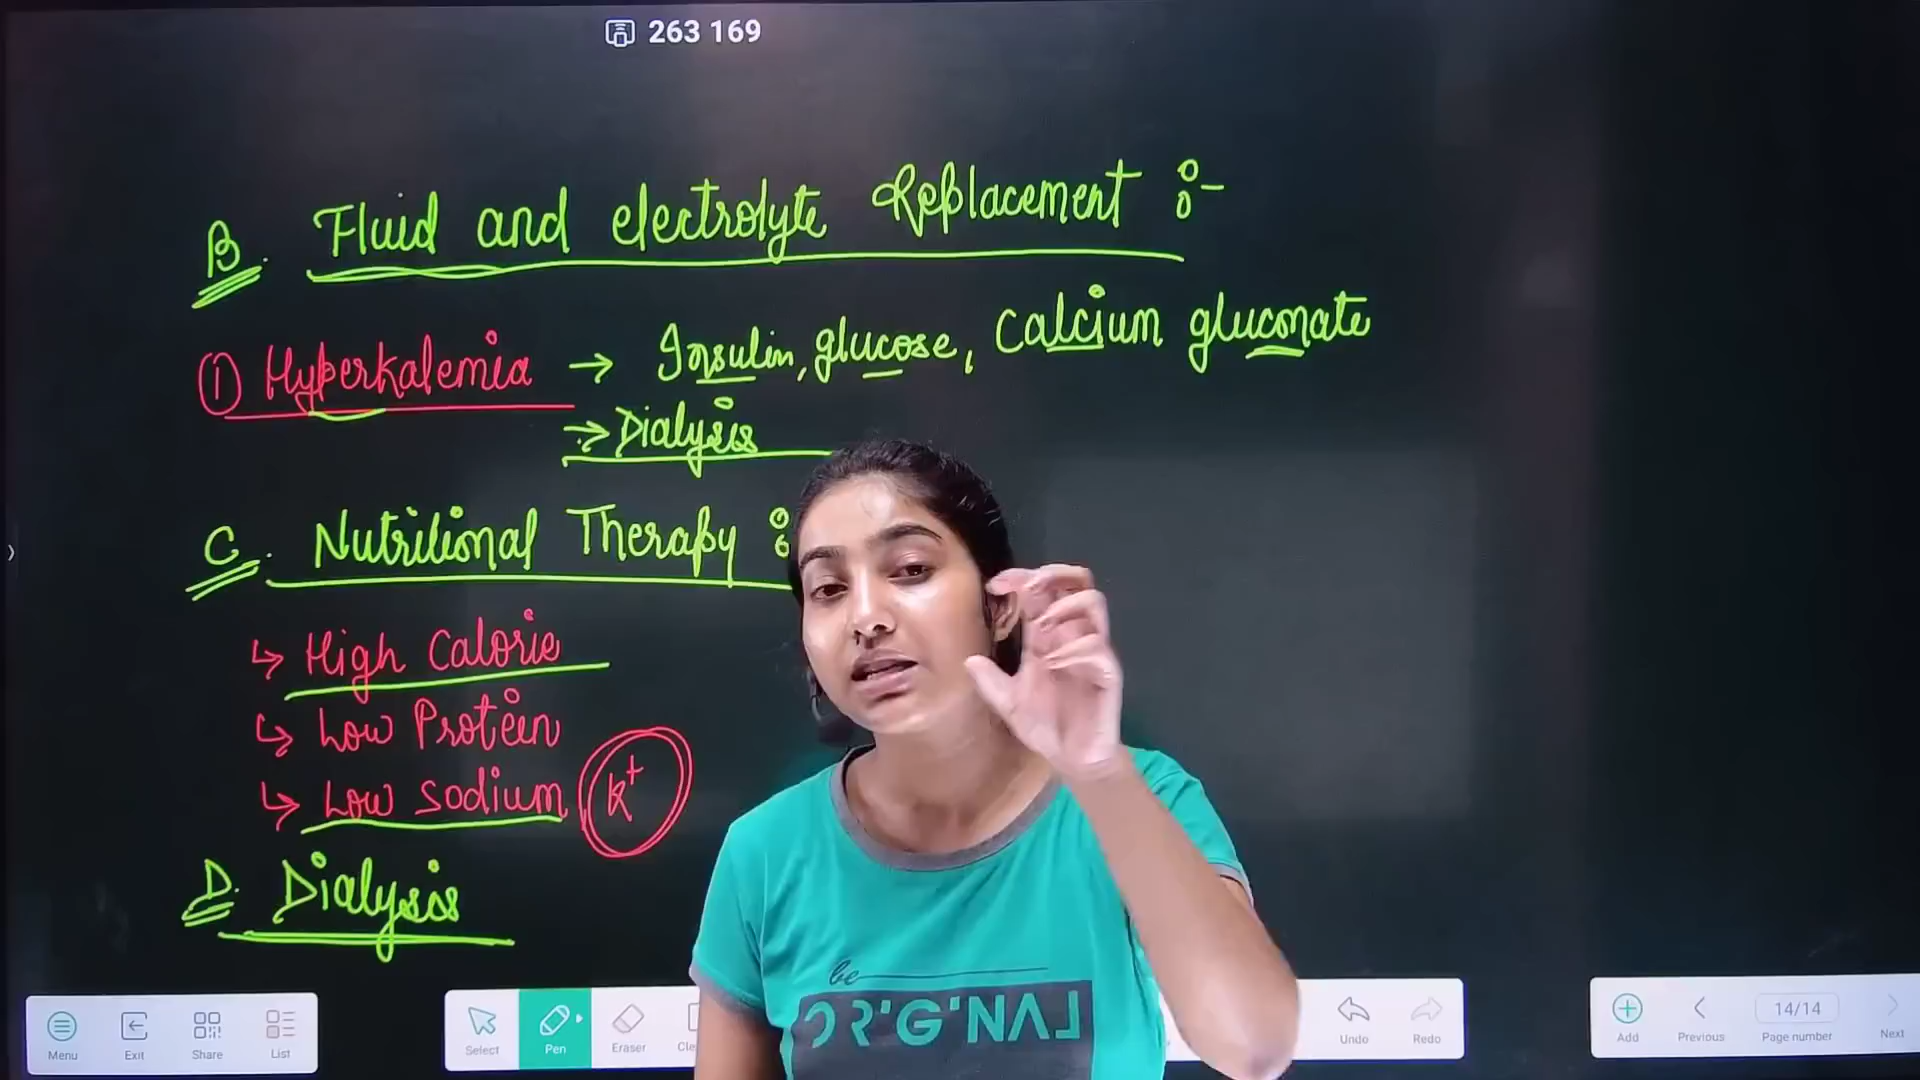 263 169
B. Fluid and electrolyte Replacement :-
① Hyperkalemia → Insulin, glucose, Calcium gluconate
→ Dialysis
C. Nutritional Therapy :
↳ High Calorie
↳ Low Protein
↳ Low Sodium K+
D. Dialysis
be
ORIGINAL
Menu Exit Share List Select Pen Eraser Undo Redo Add Previous 14/14 Page number Next